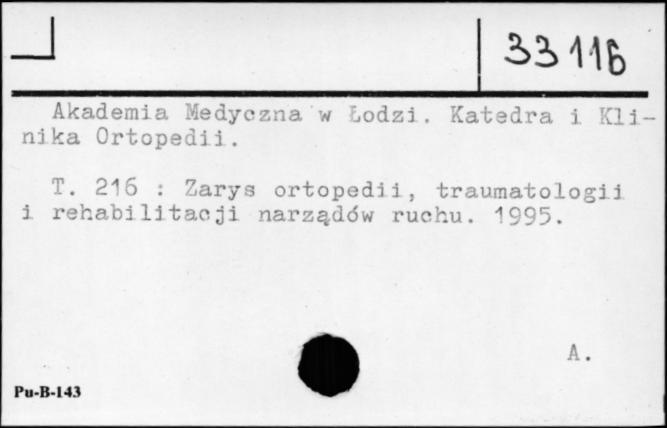 33116
Akademia Medyczna w Łodzi. Katedra i Kli-
nika Ortopedii.
T. 216 : Zarys ortopedii, traumatologii
i rehabilitacji narządów ruchu. 1995.
A.
Pu-B-143